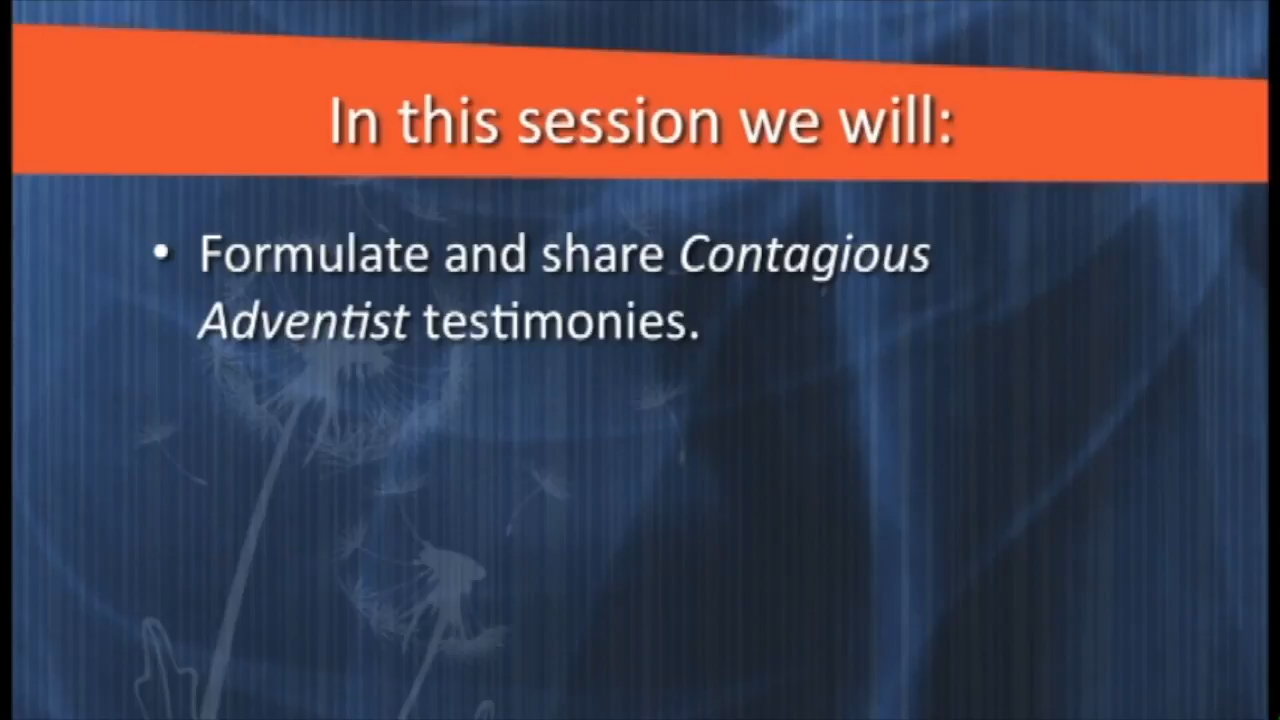 In this session we will:
• Formulate and share Contagious
Adventist testimonies.